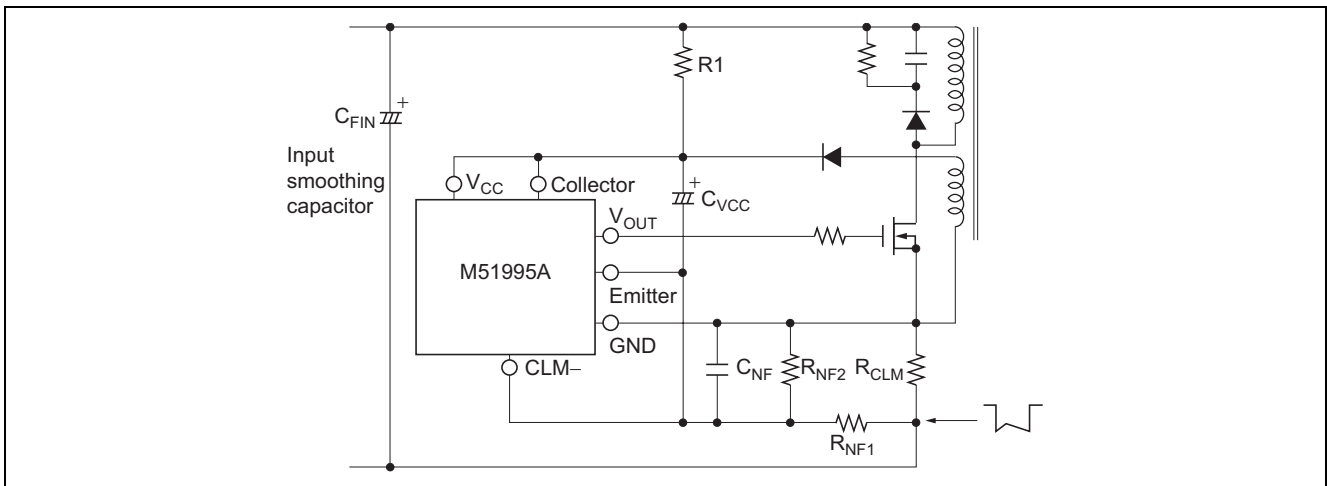 R1
+
C_FIN
Input
smoothing
capacitor
V_CC
Collector
+
C_VCC
V_OUT
M51995A
Emitter
GND
CLM−
C_NF
R_NF2
R_CLM
R_NF1